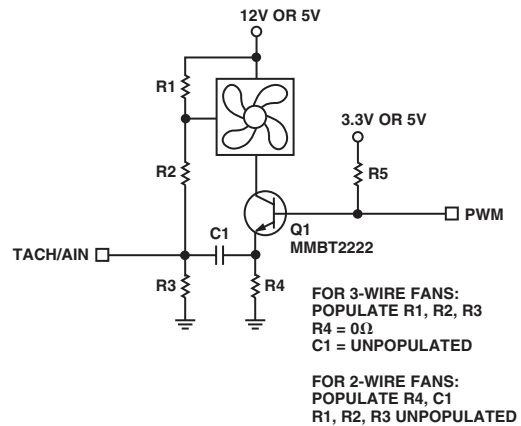 12V OR 5V
R1
3.3V OR 5V
R2
R5
PWM
Q1
MMBT2222
C1
TACH/AIN
R3
R4
FOR 3-WIRE FANS:
POPULATE R1, R2, R3
R4 = 0Ω
C1 = UNPOPULATED
FOR 2-WIRE FANS:
POPULATE R4, C1
R1, R2, R3 UNPOPULATED